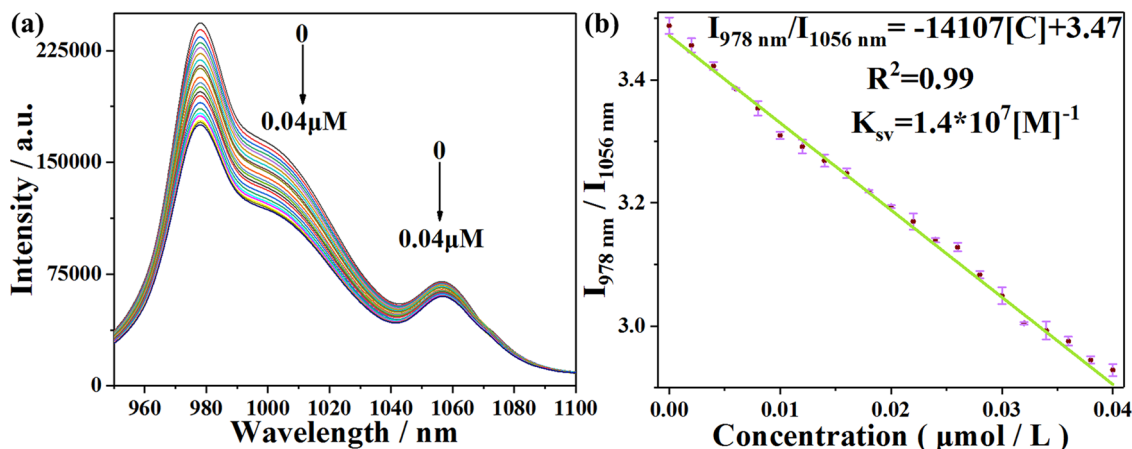 (a)
225000
150000
75000
0
Intensity / a.u.
0
0.04μM
0
0.04μM
960 980 1000 1020 1040 1060 1080 1100
Wavelength / nm
(b)
I978 nm/I1056 nm= -14107[C]+3.47
R²=0.99
Ksv=1.4*10⁷[M]⁻¹
3.4
3.2
3.0
I978 nm / I1056 nm
0.00 0.01 0.02 0.03 0.04
Concentration ( μmol / L )